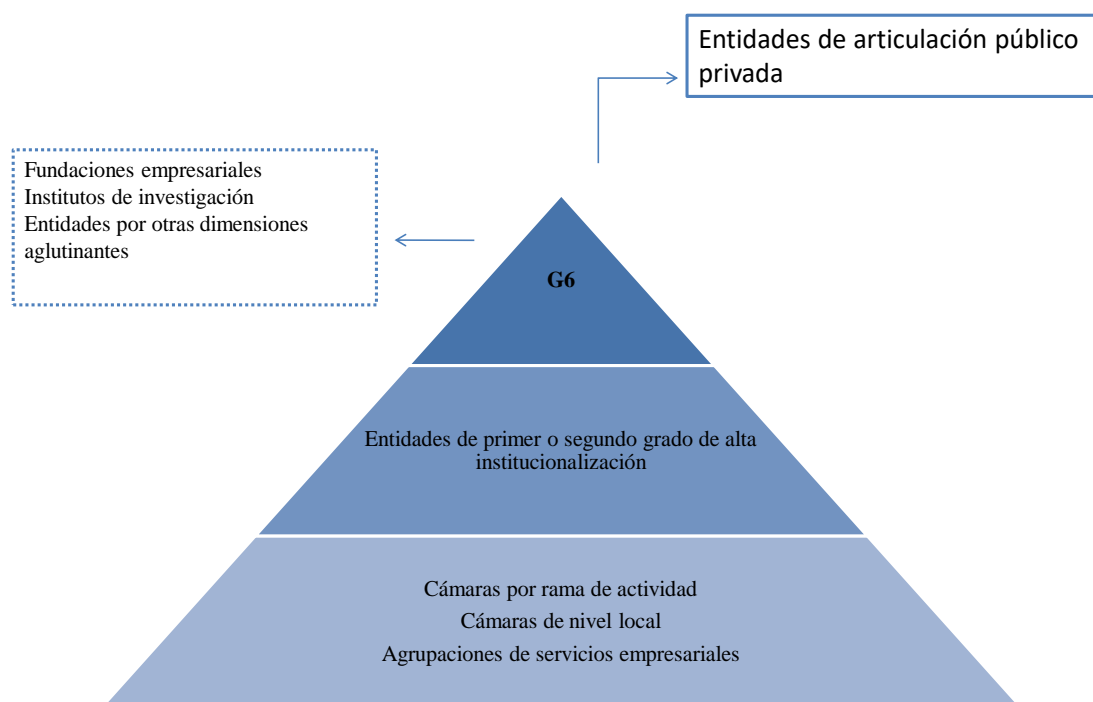 Entidades de articulación público
privada
Fundaciones empresariales
Institutos de investigación
Entidades por otras dimensiones
aglutinantes
G6
Entidades de primer o segundo grado de alta
institucionalización
Cámaras por rama de actividad
Cámaras de nivel local
Agrupaciones de servicios empresariales